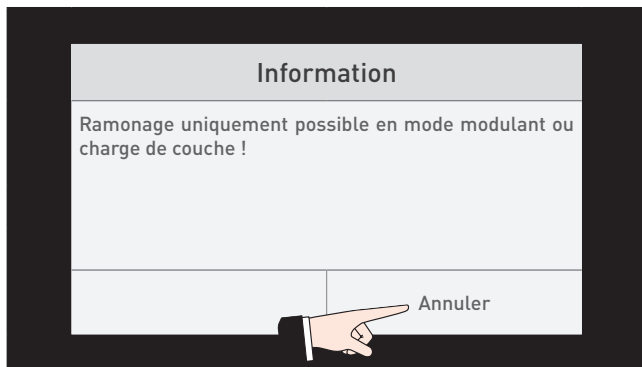 Information
Ramonage uniquement possible en mode modulant ou
charge de couche !
Annuler